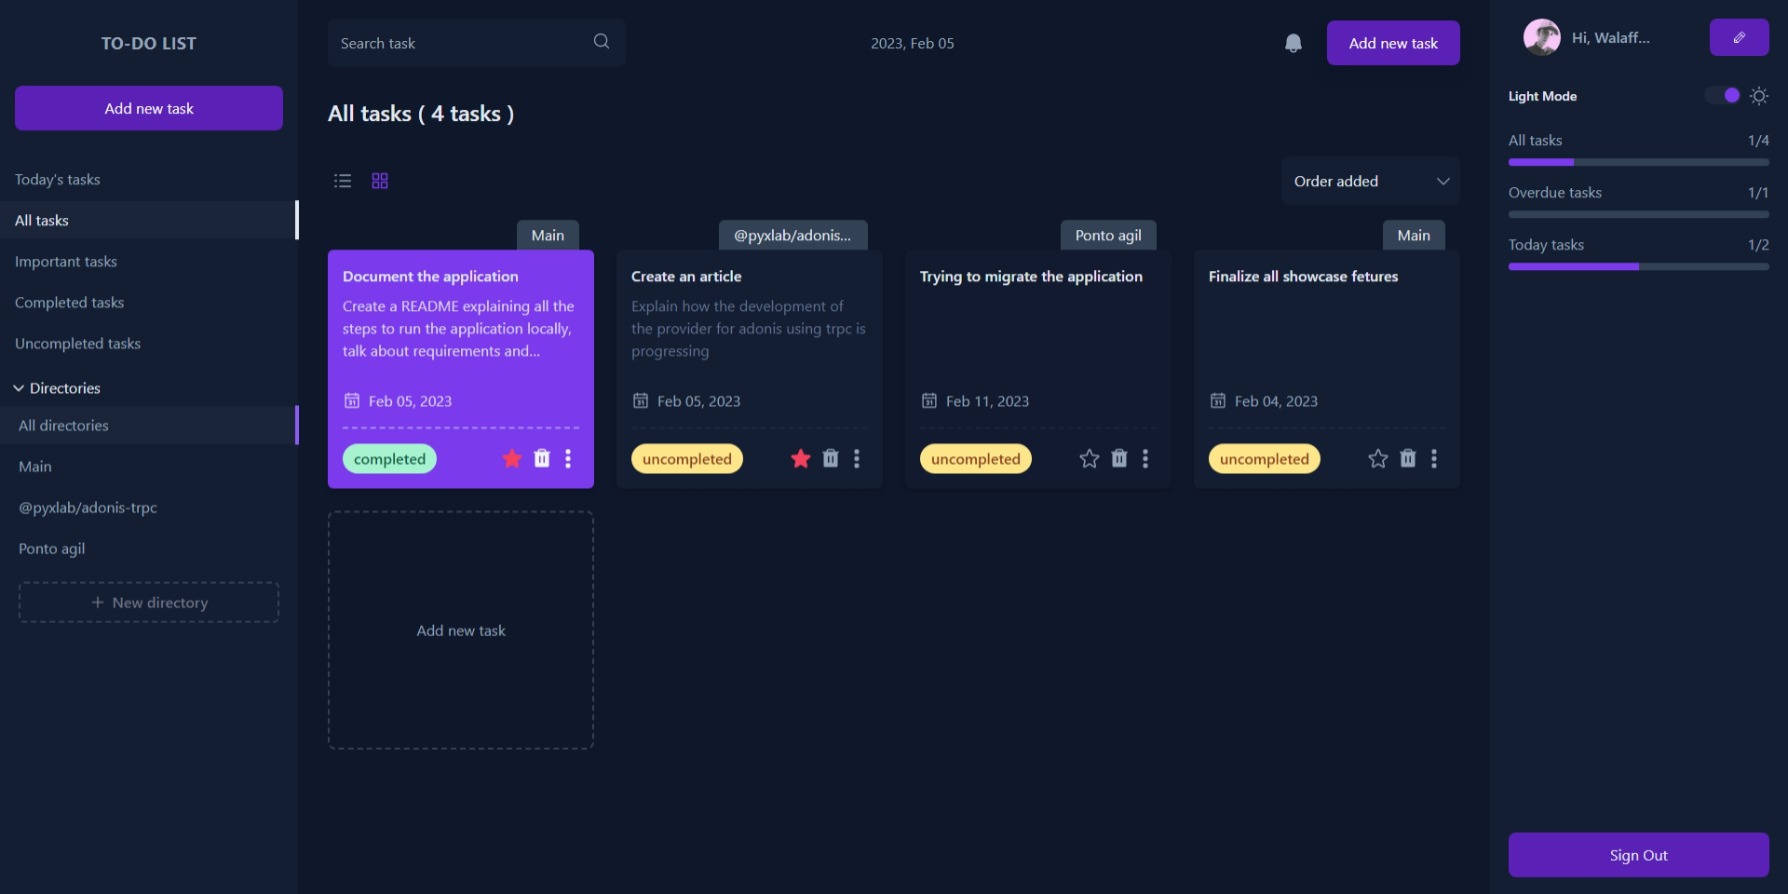 TO-DO LIST
Add new task
Today's tasks
All tasks
Important tasks
Completed tasks
Uncompleted tasks
Directories
All directories
Main
@pyxlab/adonis-trpc
Ponto agil
+ New directory
Search task
2023, Feb 05
Add new task
All tasks ( 4 tasks )
Order added
Main
Document the application
Create a README explaining all the
steps to run the application locally,
talk about requirements and...
Feb 05, 2023
completed
@pyxlab/adonis...
Create an article
Explain how the development of
the provider for adonis using trpc is
progressing
Feb 05, 2023
uncompleted
Ponto agil
Trying to migrate the application
Feb 11, 2023
uncompleted
Main
Finalize all showcase fetures
Feb 04, 2023
uncompleted
Add new task
Hi, Walaff...
Light Mode
All tasks 1/4
Overdue tasks 1/1
Today tasks 1/2
Sign Out